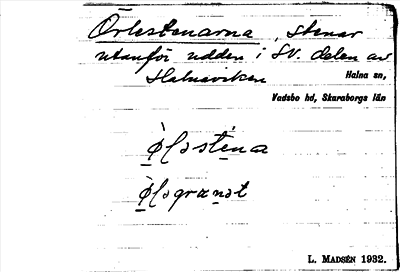 Örlestenarna, stenar
utanför udden i SV. delen av
Halnaviken
Halna sn,
Vadsbo hd, Skaraborgs län
L. MADSÉN 1932.